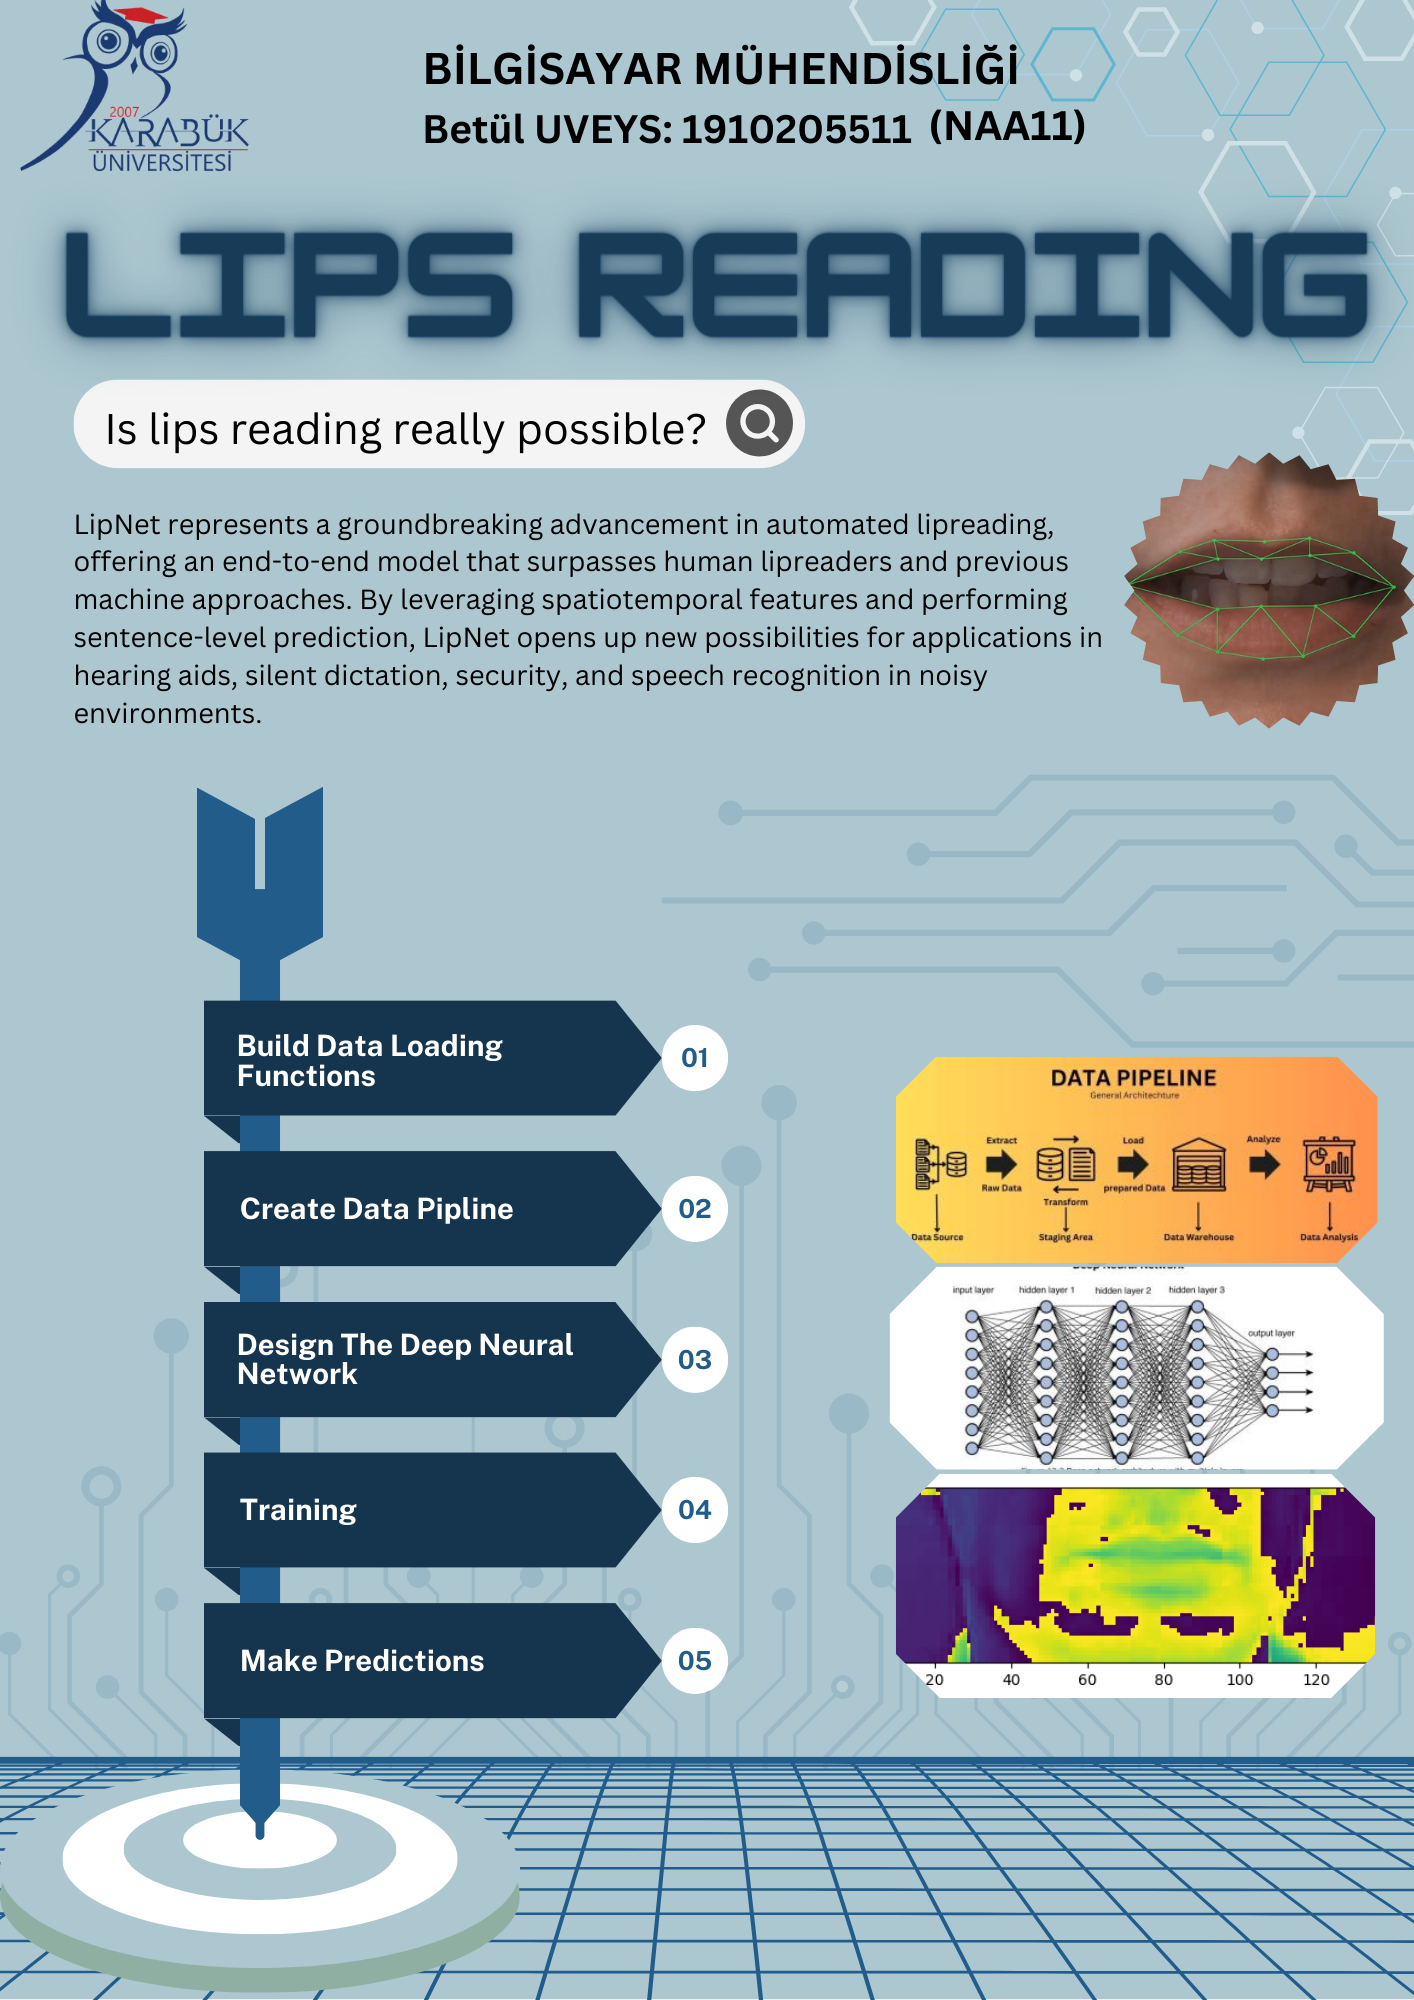 2007
KARABÜK
ÜNİVERSİTESİ
BİLGİSAYAR MÜHENDİSLİĞİ
Betül UVEYS: 1910205511 (NAA11)
LIPS READING
Is lips reading really possible?
LipNet represents a groundbreaking advancement in automated lipreading,
offering an end-to-end model that surpasses human lipreaders and previous
machine approaches. By leveraging spatiotemporal features and performing
sentence-level prediction, LipNet opens up new possibilities for applications in
hearing aids, silent dictation, security, and speech recognition in noisy
environments.
Build Data Loading
Functions
01
Create Data Pipline
02
Design The Deep Neural
Network
03
Training
04
Make Predictions
05
DATA PIPELINE
General Architechture
Extract
Load
Analyze
Raw Data
prepared Data
Transform
Data Source
Staging Area
Data Warehouse
Data Analysis
Deep Neural Network
input layer
hidden layer 1
hidden layer 2
hidden layer 3
output layer
20 40 60 80 100 120